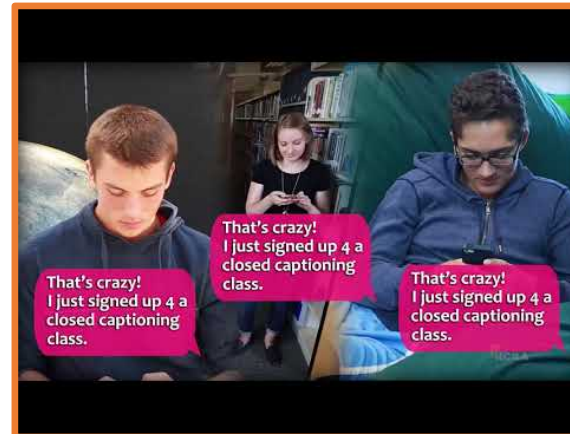 That's crazy!
I just signed up 4 a
closed captioning
class.
That's crazy!
I just signed up 4 a
closed captioning
class.
That's crazy!
I just signed up 4 a
closed captioning
class.